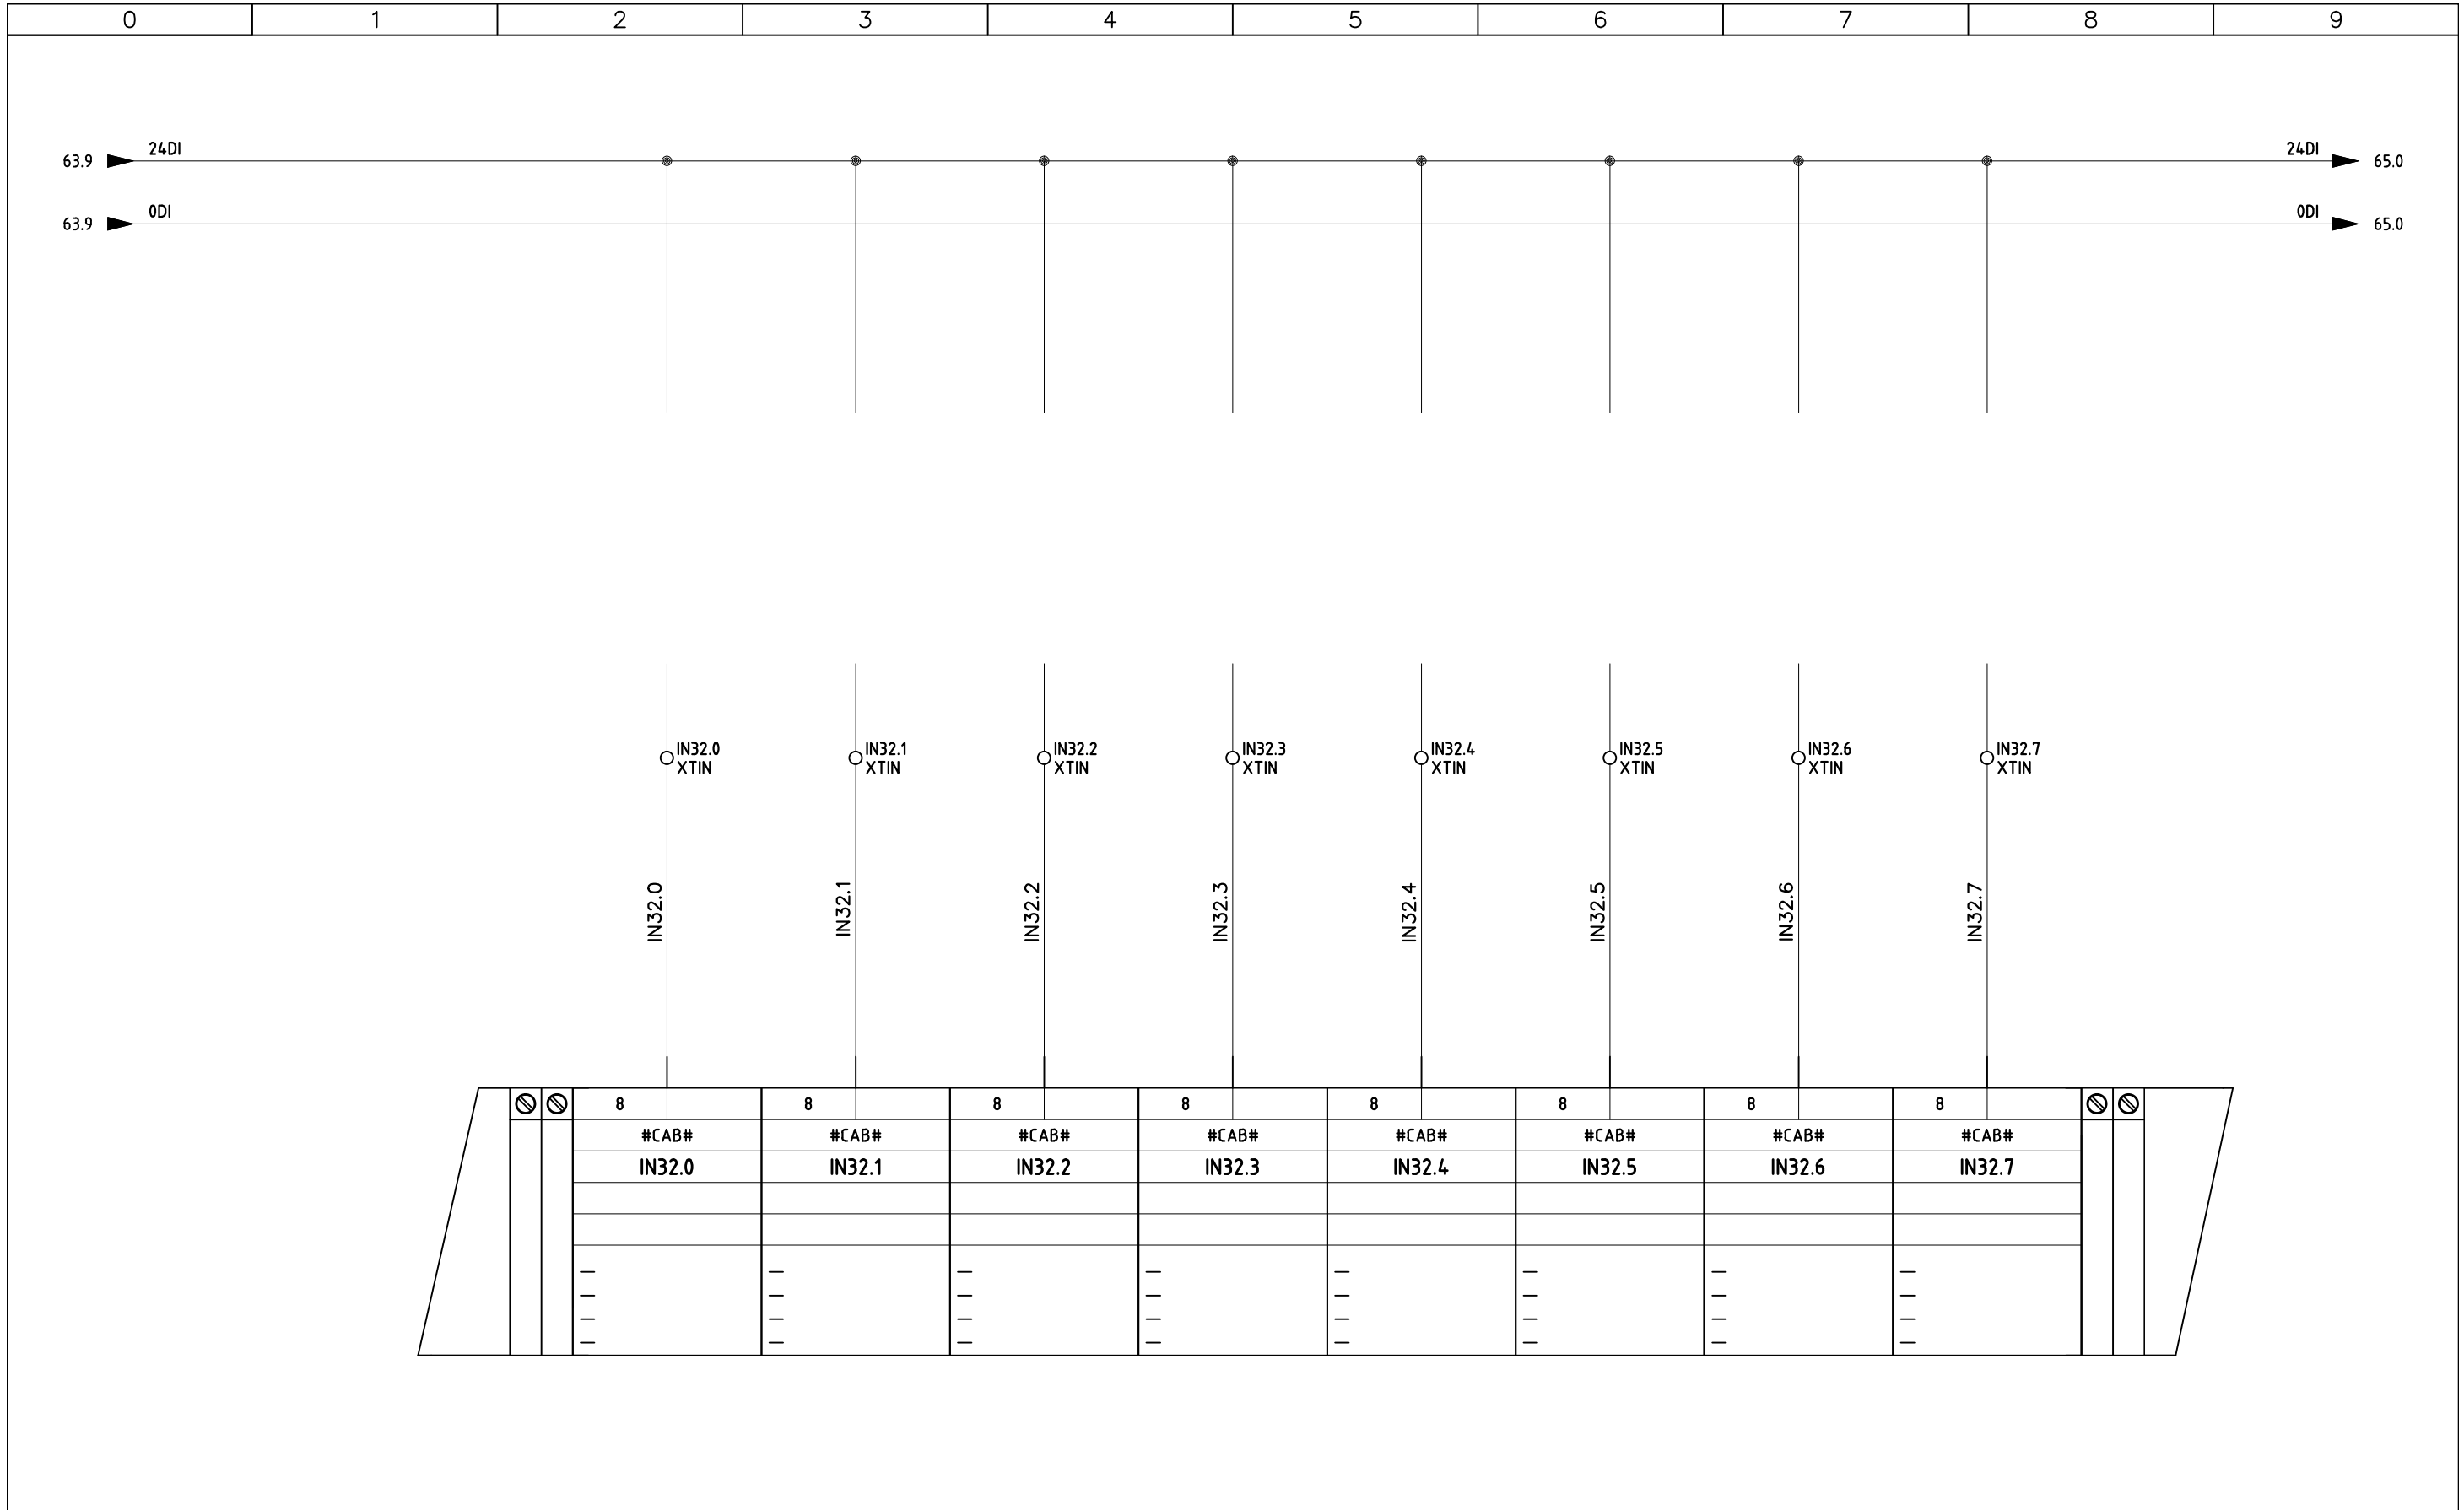 0 1 2 3 4 5 6 7 8 9
24DI 24DI
63.9 65.0
0DI 0DI
63.9 65.0
IN32.0 IN32.1 IN32.2 IN32.3 IN32.4 IN32.5 IN32.6 IN32.7
XTIN XTIN XTIN XTIN XTIN XTIN XTIN XTIN
IN32.0 IN32.1 IN32.2 IN32.3 IN32.4 IN32.5 IN32.6 IN32.7
8 8 8 8 8 8 8 8
#CAB# #CAB# #CAB# #CAB# #CAB# #CAB# #CAB# #CAB#
IN32.0 IN32.1 IN32.2 IN32.3 IN32.4 IN32.5 IN32.6 IN32.7